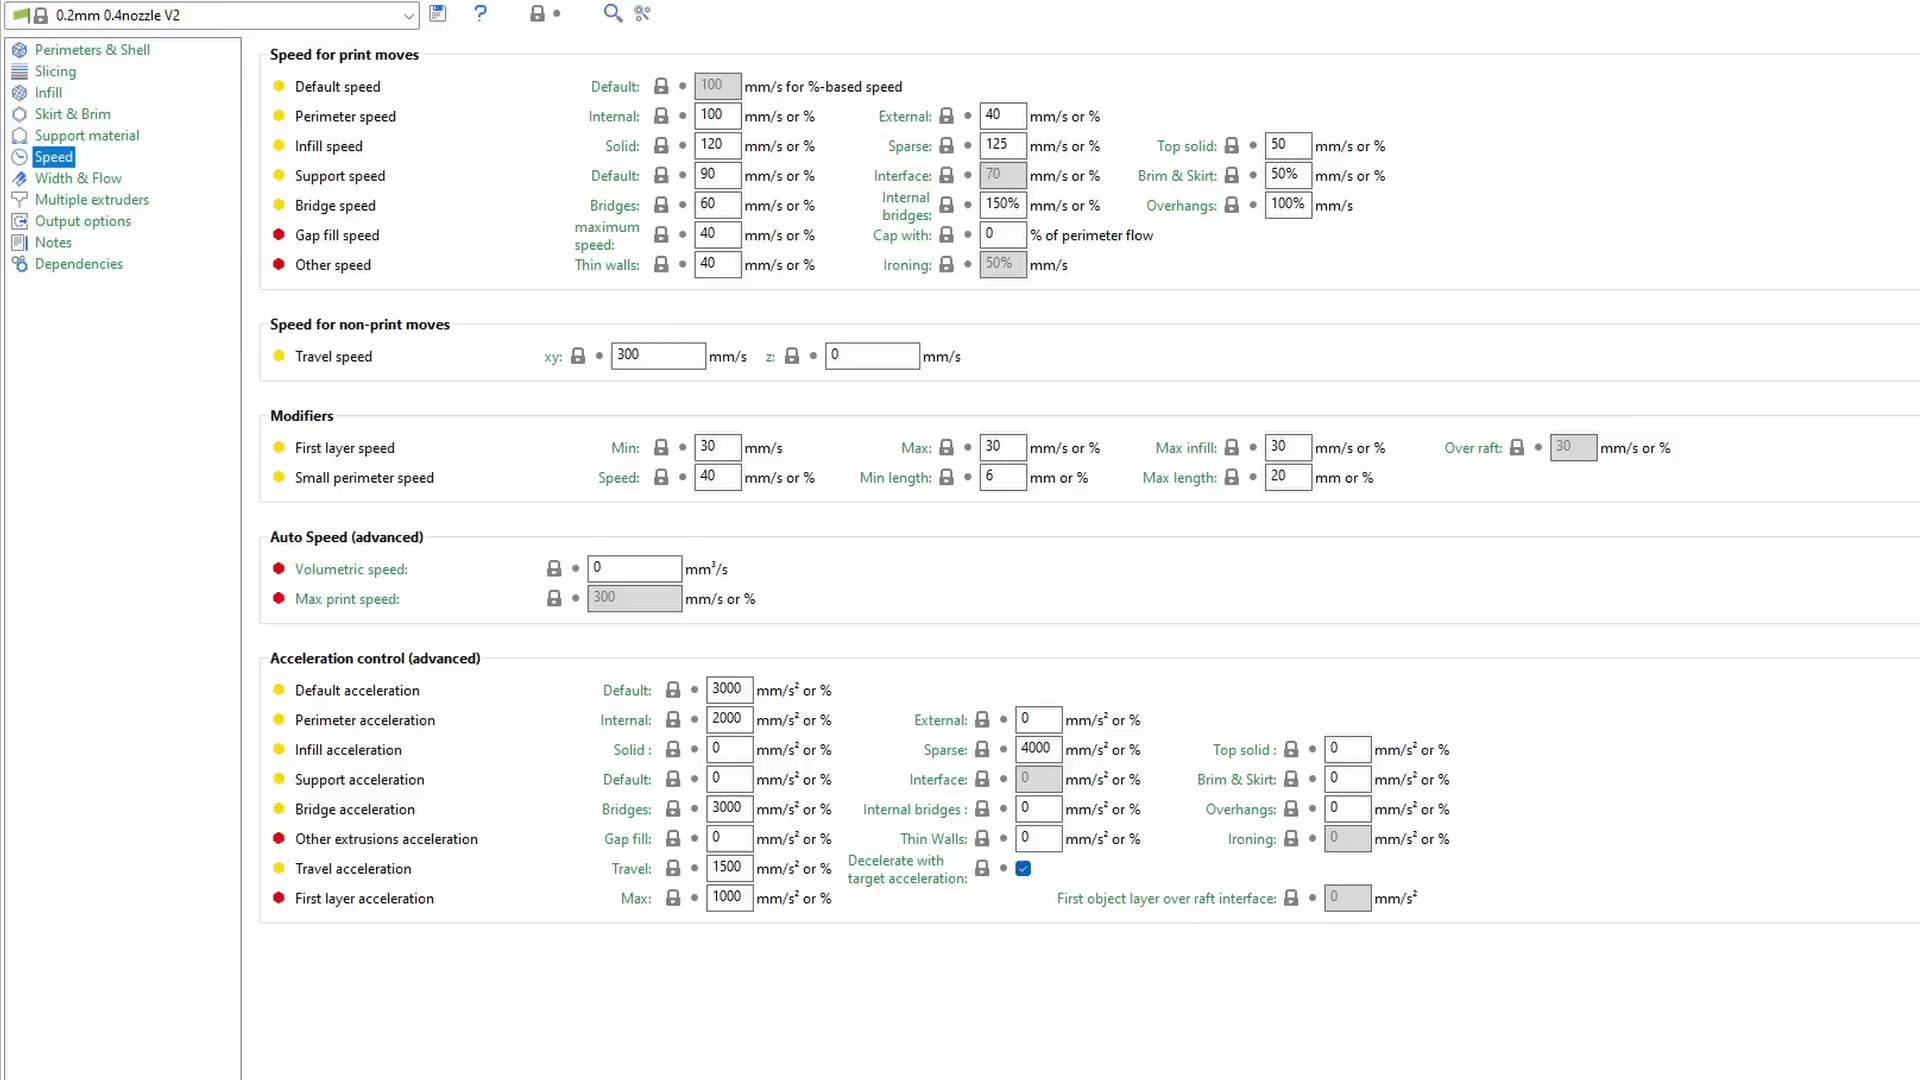 0.2mm 0.4nozzle V2
?
Perimeters & Shell
Slicing
Infill
Skirt & Brim
Support material
Speed
Width & Flow
Multiple extruders
Output options
Notes
Dependencies
Speed for print moves
Default speed Default: 100 mm/s for %-based speed
Perimeter speed Internal: 100 mm/s or % External: 40 mm/s or %
Infill speed Solid: 120 mm/s or % Sparse: 125 mm/s or % Top solid: 50 mm/s or %
Support speed Default: 90 mm/s or % Interface: 70 mm/s or % Brim & Skirt: 50% mm/s or %
Bridge speed Bridges: 60 mm/s or % Internal bridges: 150% mm/s or % Overhangs: 100% mm/s
Gap fill speed maximum speed: 40 mm/s or % Cap with: 0 % of perimeter flow
Other speed Thin walls: 40 mm/s or % Ironing: 50% mm/s
Speed for non-print moves
Travel speed xy: 300 mm/s z: 0 mm/s
Modifiers
First layer speed Min: 30 mm/s Max: 30 mm/s or % Max infill: 30 mm/s or % Over raft: 30 mm/s or %
Small perimeter speed Speed: 40 mm/s or % Min length: 6 mm or % Max length: 20 mm or %
Auto Speed (advanced)
Volumetric speed: 0 mm³/s
Max print speed: 300 mm/s or %
Acceleration control (advanced)
Default acceleration Default: 3000 mm/s² or %
Perimeter acceleration Internal: 2000 mm/s² or % External: 0 mm/s² or %
Infill acceleration Solid : 0 mm/s² or % Sparse: 4000 mm/s² or % Top solid : 0 mm/s² or %
Support acceleration Default: 0 mm/s² or % Interface: 0 mm/s² or % Brim & Skirt: 0 mm/s² or %
Bridge acceleration Bridges: 3000 mm/s² or % Internal bridges : 0 mm/s² or % Overhangs: 0 mm/s² or %
Other extrusions acceleration Gap fill: 0 mm/s² or % Thin Walls: 0 mm/s² or % Ironing: 0 mm/s² or %
Travel acceleration Travel: 1500 mm/s² or % Decelerate with target acceleration:
First layer acceleration Max: 1000 mm/s² or % First object layer over raft interface: 0 mm/s²